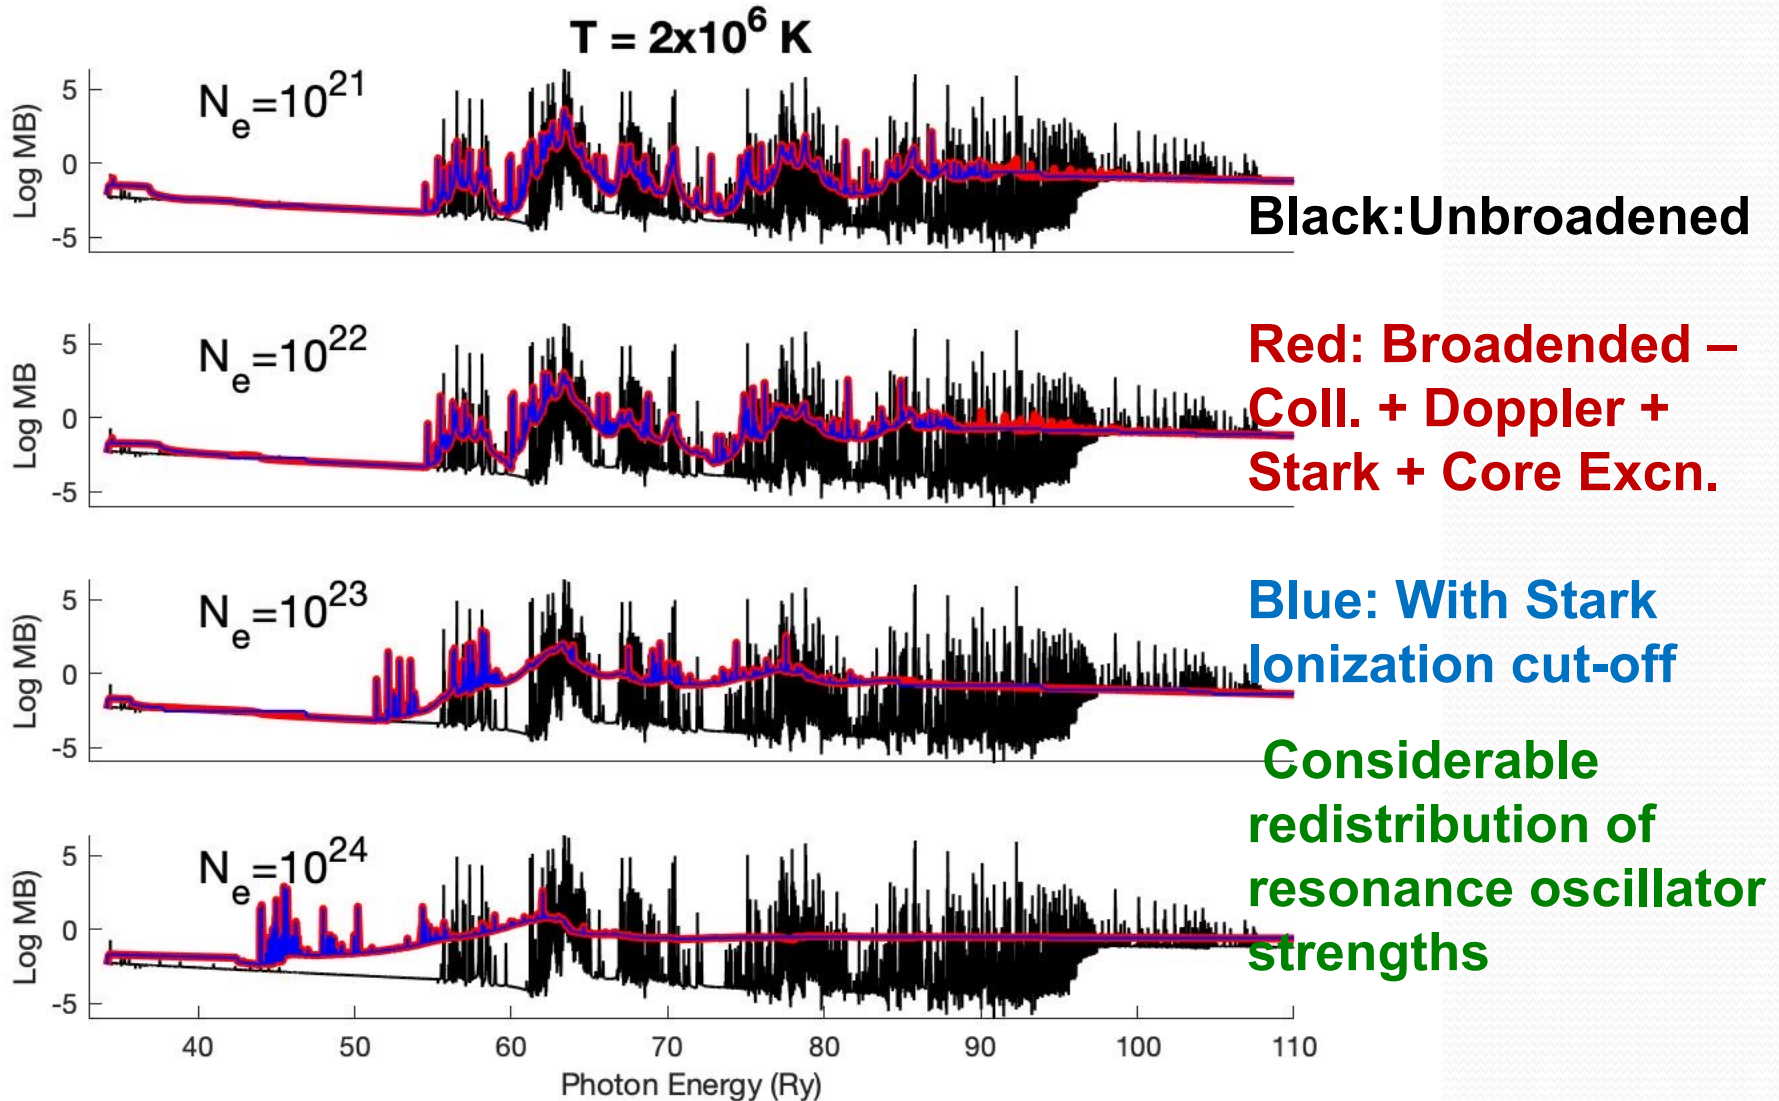 T = 2x10^6 K
N_e=10^21
5
0
-5
Log MB)
Black:Unbroadened
N_e=10^22
5
0
-5
Log MB
Red: Broadended –
Coll. + Doppler +
Stark + Core Excn.
N_e=10^23
5
0
-5
Log MB)
Blue: With Stark
Ionization cut-off
N_e=10^24
5
0
-5
Log MB)
Considerable
redistribution of
resonance oscillator
strengths
40 50 60 70 80 90 100 110
Photon Energy (Ry)